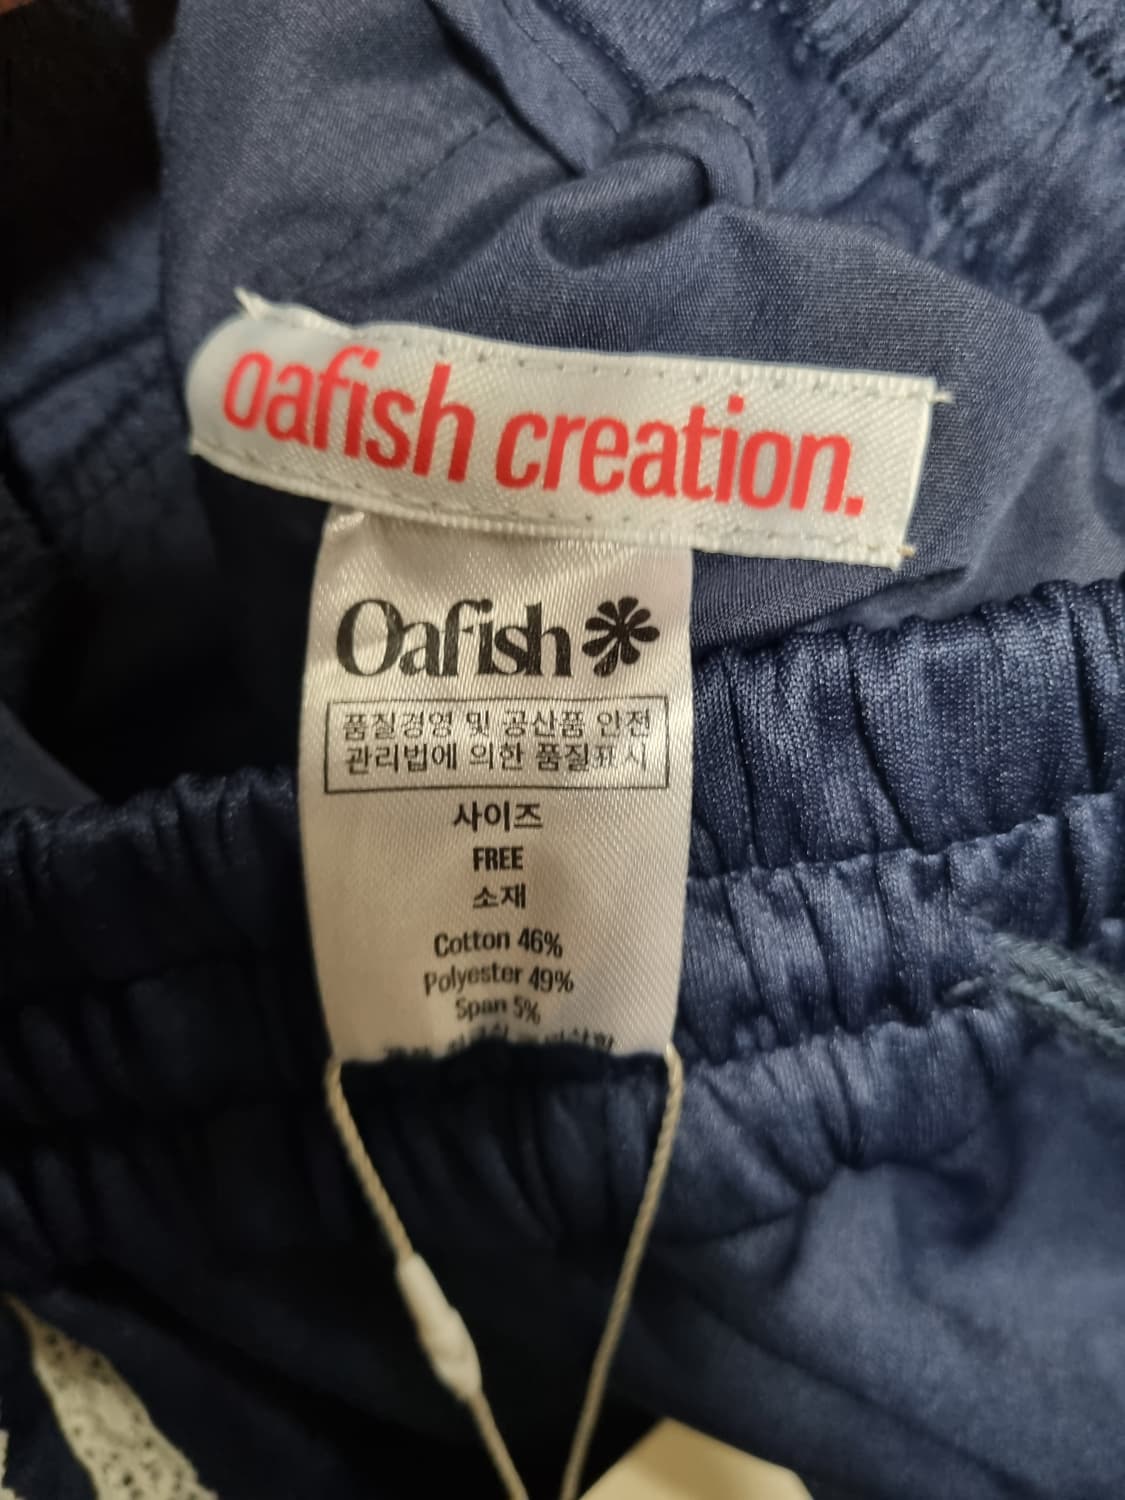 oafish creation.
Oafish
품질경영 및 공산품 안전
관리법에 의한 품질표시
사이즈
FREE
소재
Cotton 46%
Polyester 49%
Span 5%